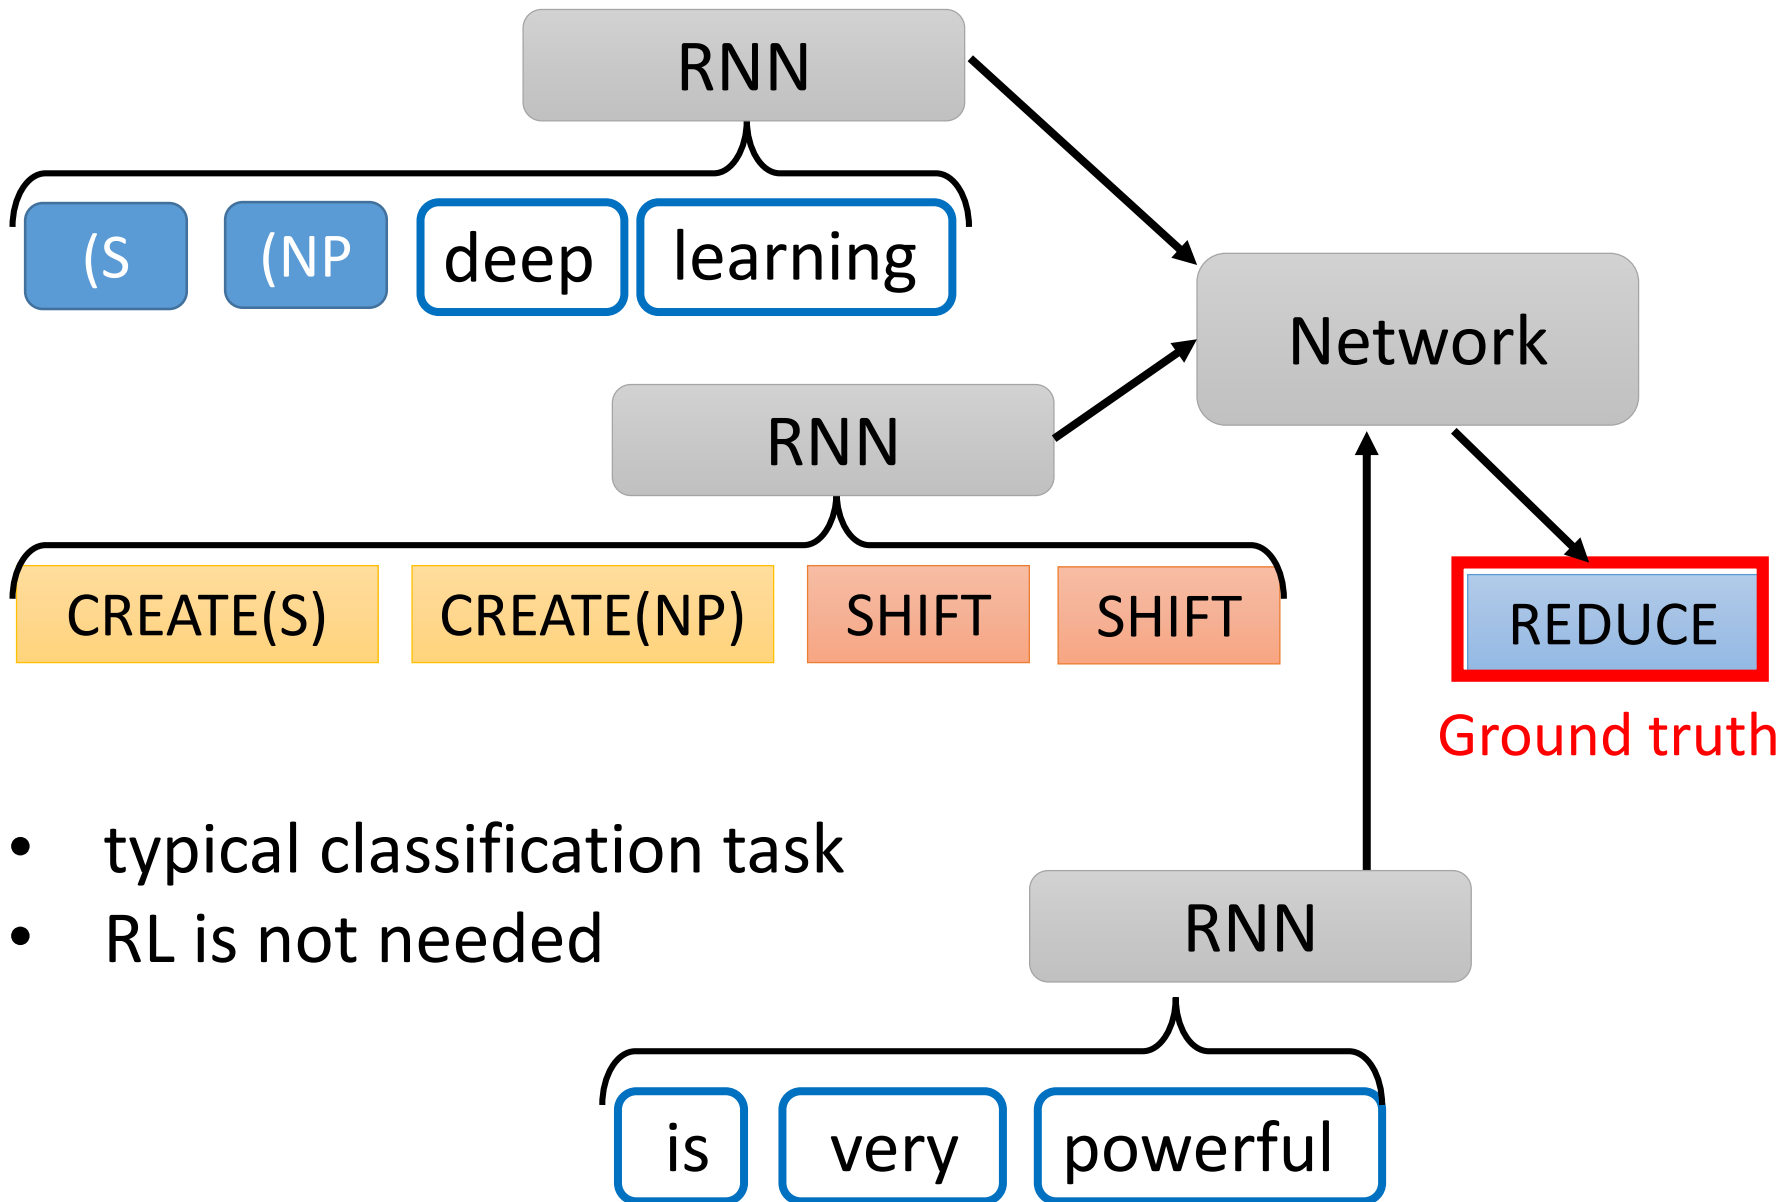 RNN
(S (NP deep learning
Network
RNN
CREATE(S) CREATE(NP) SHIFT SHIFT
REDUCE
Ground truth
• typical classification task
• RL is not needed
RNN
is very powerful